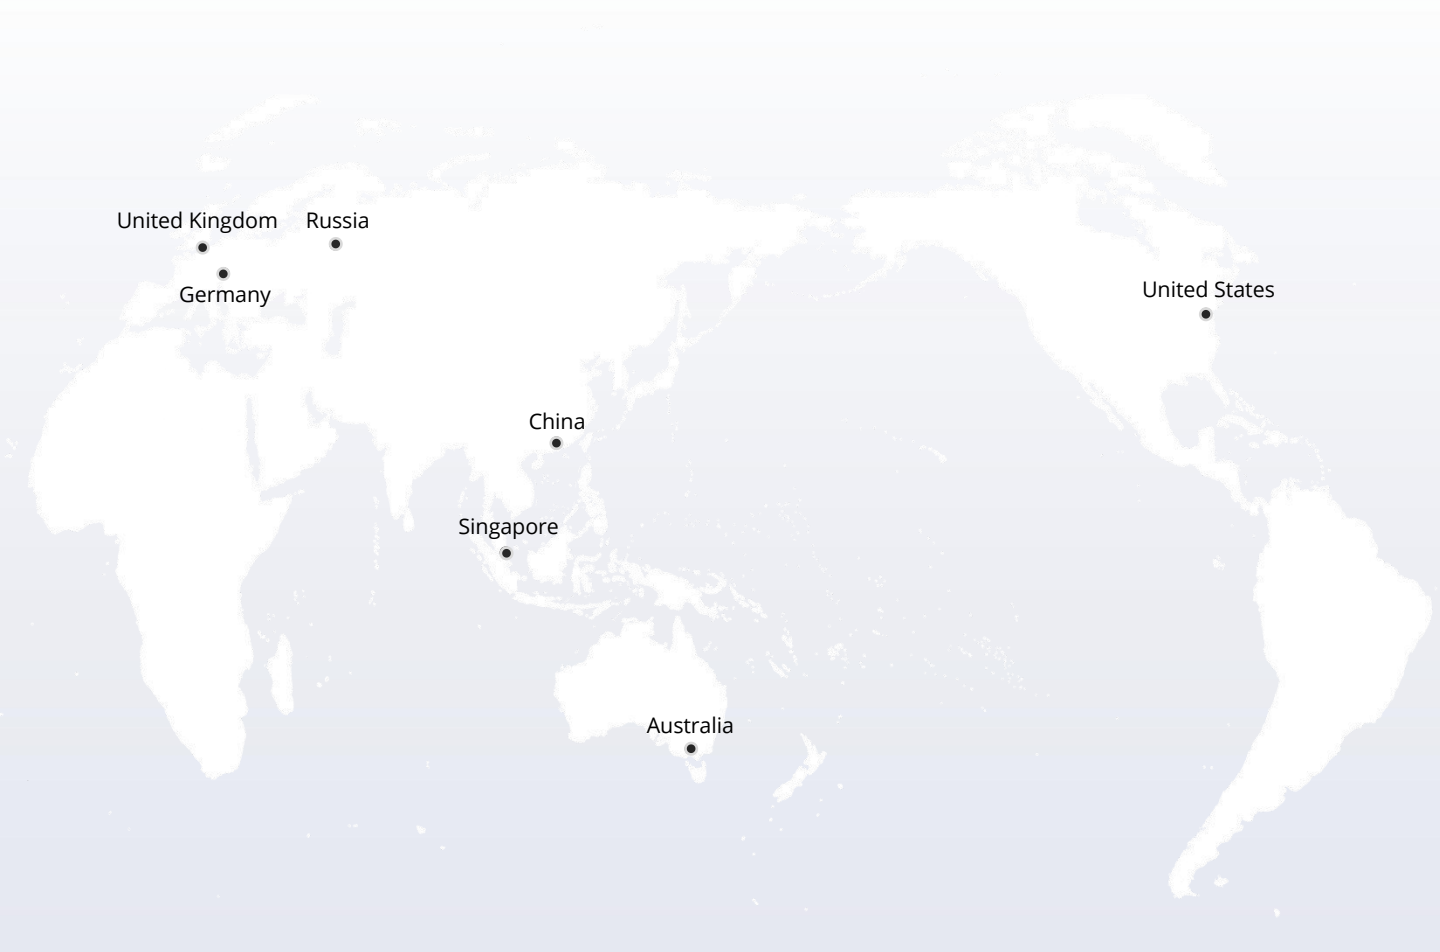 United Kingdom
Russia
Germany
United States
China
Singapore
Australia